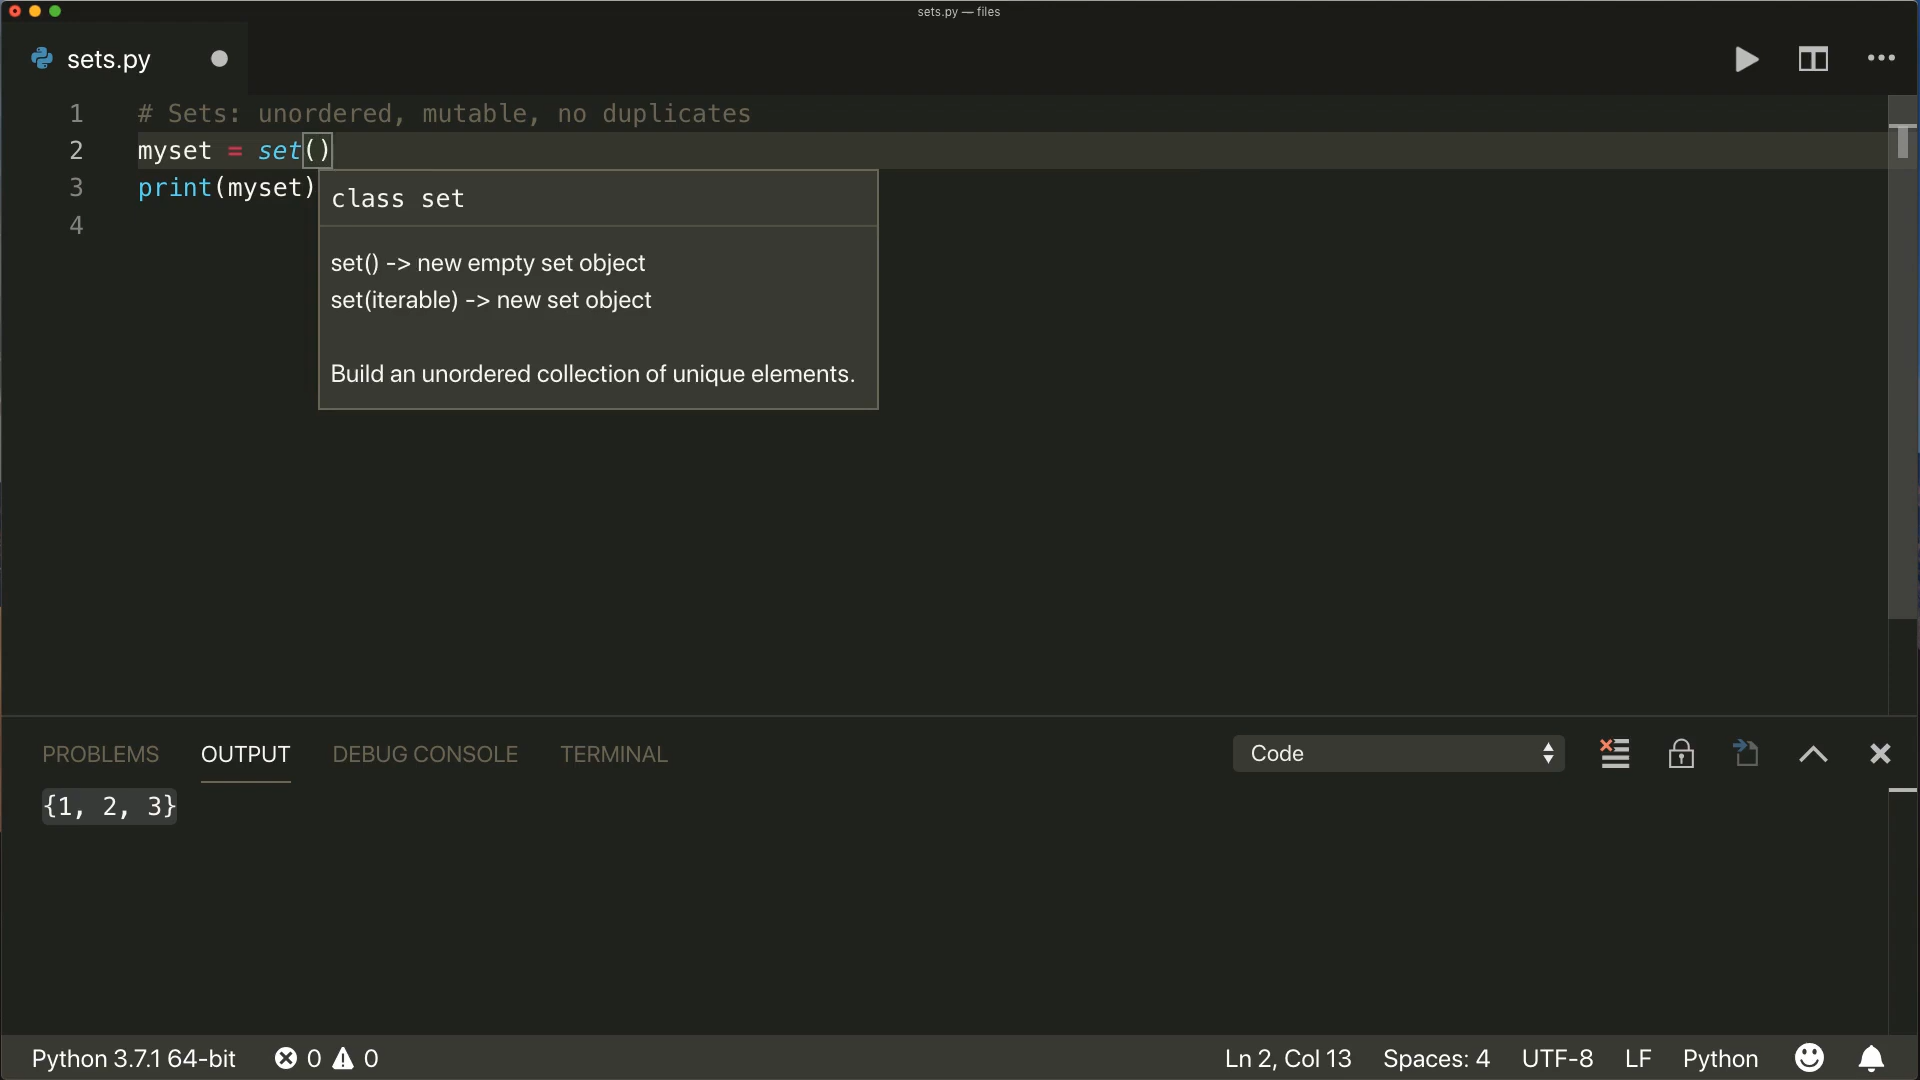 sets.py — files
sets.py
1 # Sets: unordered, mutable, no duplicates
2 myset = set()
3 print(myset)
4
class set
set() -> new empty set object
set(iterable) -> new set object
Build an unordered collection of unique elements.
PROBLEMS OUTPUT DEBUG CONSOLE TERMINAL Code
{1, 2, 3}
Python 3.7.1 64-bit 0 0 Ln 2, Col 13 Spaces: 4 UTF-8 LF Python